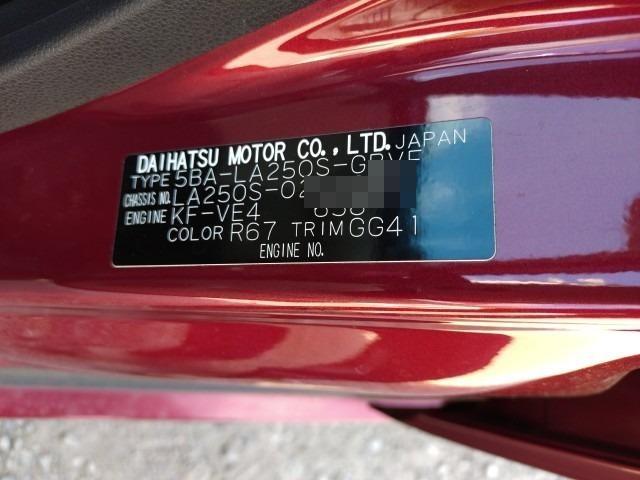 DAIHATSU MOTOR CO., LTD. JAPAN
TYPE 5BA-LA250S-GBVF
CHASSIS NO. LA250S-02
ENGINE KF-VE4 658
COLOR R67 TRIM GG41
ENGINE NO.